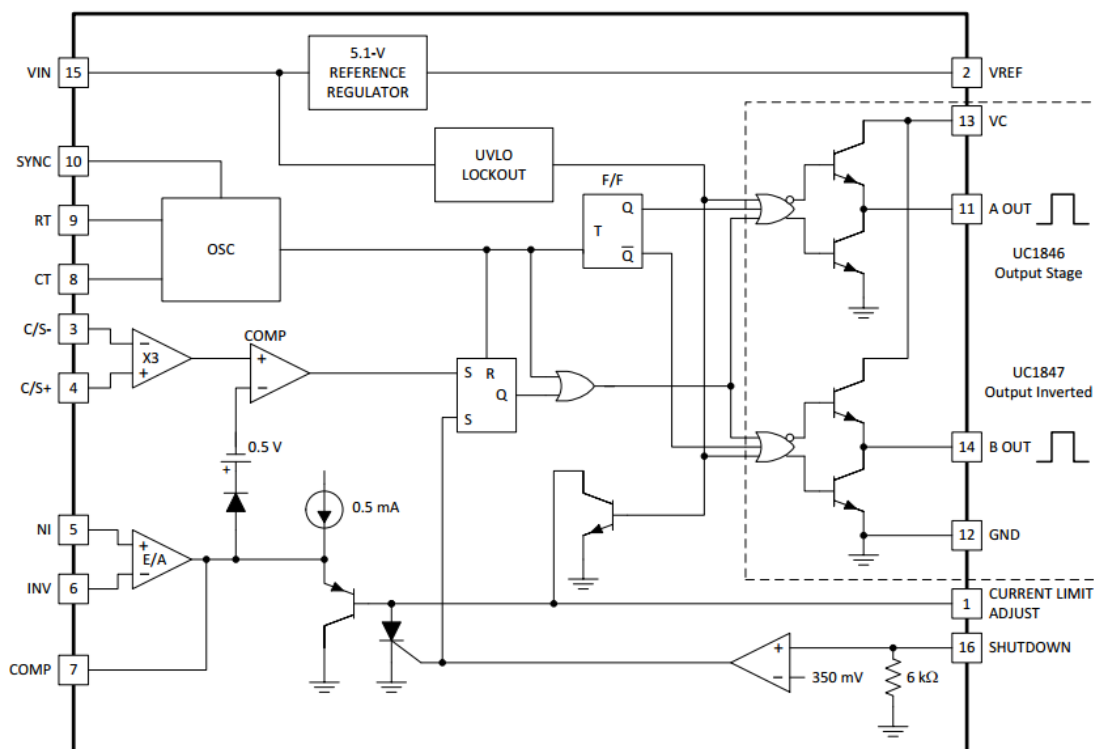 VIN
15
5.1-V
REFERENCE
REGULATOR
2
VREF
13
VC
SYNC
10
UVLO
LOCKOUT
F/F
RT
9
T
Q
Q̅
11
A OUT
OSC
UC1846
Output Stage
CT
8
C/S-
3
−
X3
+
C/S+
4
COMP
+
−
S
R
Q
S
UC1847
Output Inverted
14
B OUT
0.5 V
+
0.5 mA
NI
5
+
E/A
−
INV
6
12
GND
1
CURRENT LIMIT
ADJUST
COMP
7
+
−
350 mV
16
SHUTDOWN
6 kΩ